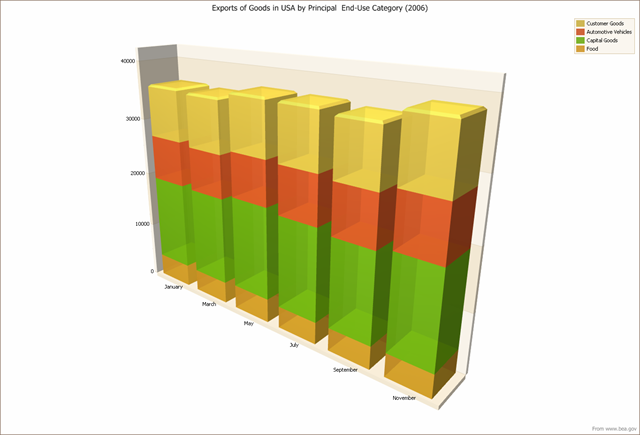 Exports of Goods in USA by Principal End-Use Category (2006)
Customer Goods
Automotive Vehicles
Capital Goods
Food
40000
30000
20000
10000
0
January
March
May
July
September
November
From www.bea.gov